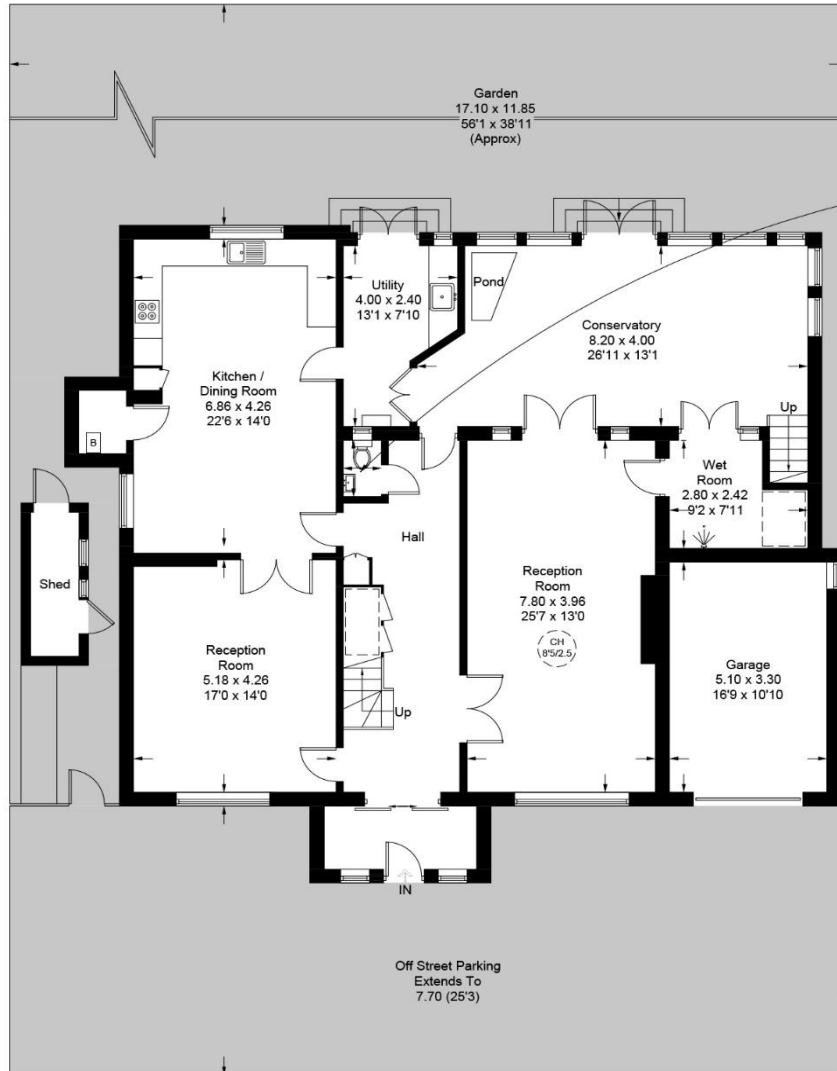 Garden
17.10 x 11.85
56'1 x 38'11
(Approx)
Utility
4.00 x 2.40
13'1 x 7'10
Pond
Conservatory
8.20 x 4.00
26'11 x 13'1
Kitchen /
Dining Room
6.86 x 4.26
22'6 x 14'0
B
Up
Wet
Room
2.80 x 2.42
9'2 x 7'11
Hall
Shed
Reception
Room
7.80 x 3.96
25'7 x 13'0
CH
8'5/2.5
Reception
Room
5.18 x 4.26
17'0 x 14'0
Garage
5.10 x 3.30
16'9 x 10'10
Up
IN
Off Street Parking
Extends To
7.70 (25'3)